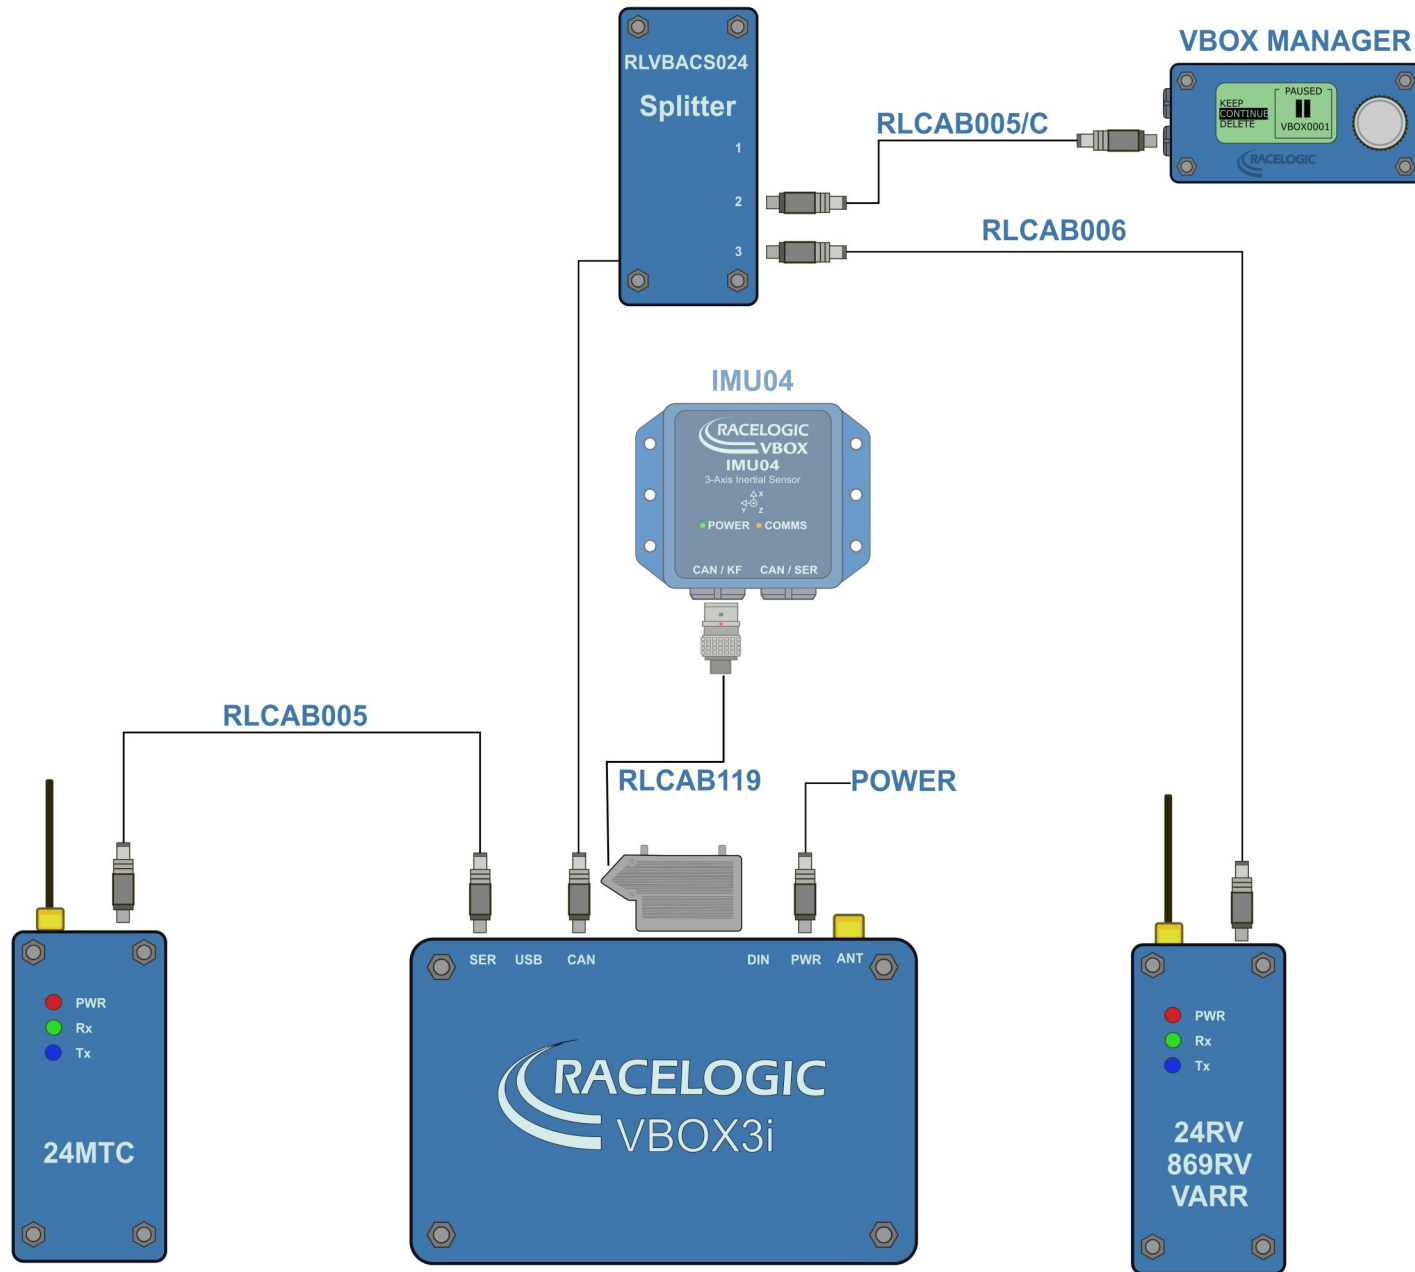 RLVBACS024
Splitter
1
2
3
VBOX MANAGER
KEEP
CONTINUE
DELETE
PAUSED
VBOX0001
RACELOGIC
RLCAB005/C
RLCAB006
IMU04
RACELOGIC
VBOX
IMU04
3-Axis Inertial Sensor
X
Y
Z
POWER
COMMS
CAN / KF
CAN / SER
RLCAB005
RLCAB119
POWER
PWR
Rx
Tx
24MTC
SER
USB
CAN
DIN
PWR
ANT
RACELOGIC
VBOX3i
PWR
Rx
Tx
24RV
869RV
VARR